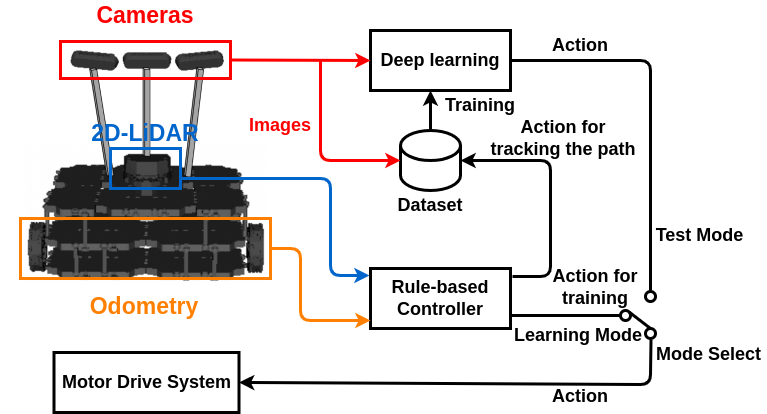 Cameras
Deep learning
Action
Training
2D-LiDAR
Images
Action for
tracking the path
Dataset
Test Mode
Rule-based
Controller
Action for
training
Odometry
Learning Mode
Mode Select
Motor Drive System
Action